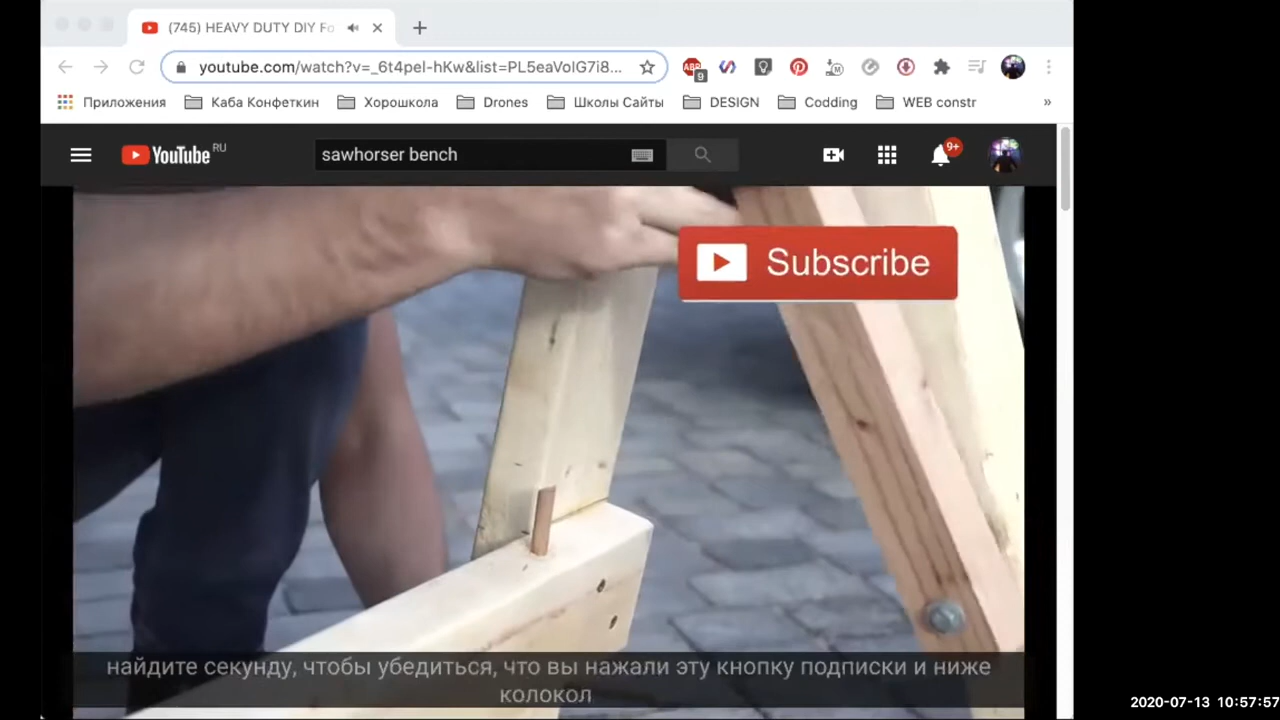 (745) HEAVY DUTY DIY Fo
youtube.com/watch?v=_6t4pel-hKw&list=PL5eaVolG7i8...
ABP
9
M
Приложения
Каба Конфеткин
Хорошкола
Drones
Школы Сайты
DESIGN
Codding
WEB constr
»
YouTube RU
sawhorser bench
9+
Subscribe
найдите секунду, чтобы убедиться, что вы нажали эту кнопку подписки и ниже
колокол
2020-07-13 10:57:57